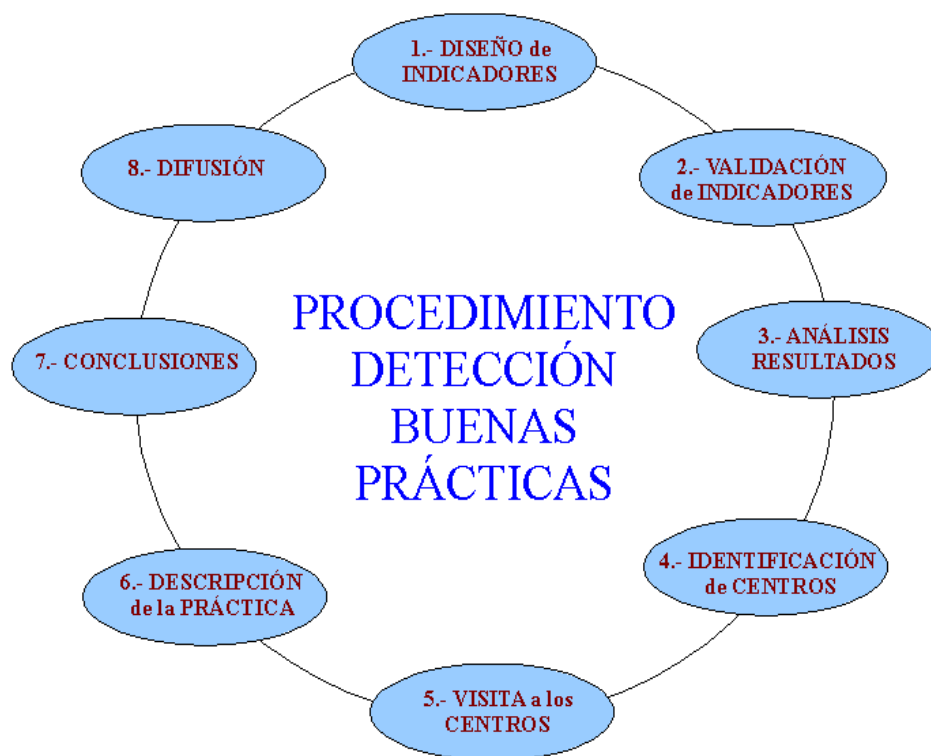 1.- DISEÑO de
INDICADORES
2.- VALIDACIÓN
de INDICADORES
3.- ANÁLISIS
RESULTADOS
4.- IDENTIFICACIÓN
de CENTROS
5.- VISITA a los
CENTROS
6.- DESCRIPCIÓN
de la PRÁCTICA
7.- CONCLUSIONES
8.- DIFUSIÓN
PROCEDIMIENTO
DETECCIÓN
BUENAS
PRÁCTICAS